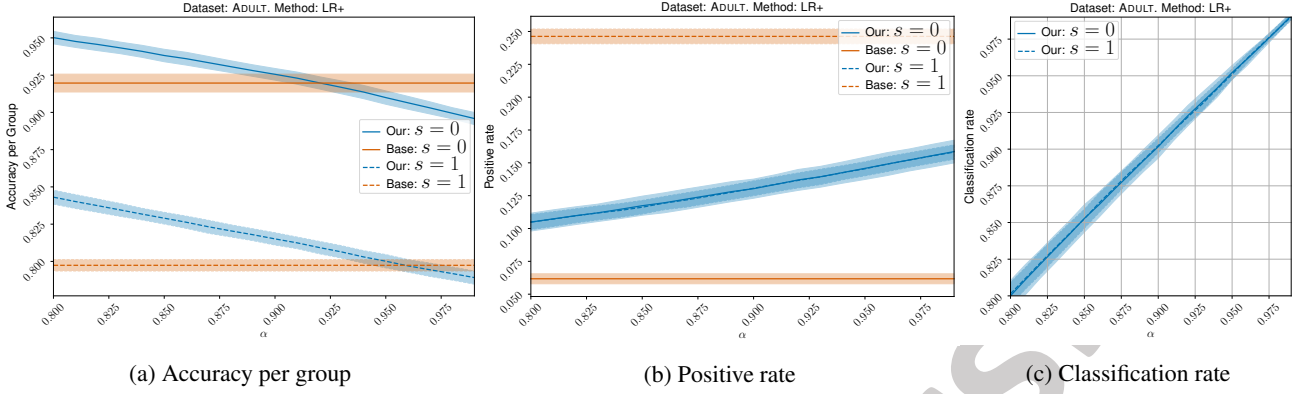 Dataset: ADULT. Method: LR+
Accuracy per Group
0.950
0.925
0.900
0.875
0.850
0.825
0.800
Our: s = 0
Base: s = 0
Our: s = 1
Base: s = 1
0.800 0.825 0.850 0.875 0.900 0.925 0.950 0.975
α
(a) Accuracy per group
Dataset: ADULT. Method: LR+
Positive rate
0.250
0.225
0.200
0.175
0.150
0.125
0.100
0.075
0.050
Our: s = 0
Base: s = 0
Our: s = 1
Base: s = 1
0.800 0.825 0.850 0.875 0.900 0.925 0.950 0.975
α
(b) Positive rate
Dataset: ADULT. Method: LR+
Classification rate
0.975
0.950
0.925
0.900
0.875
0.850
0.825
0.800
Our: s = 0
Our: s = 1
0.800 0.825 0.850 0.875 0.900 0.925 0.950 0.975
α
(c) Classification rate